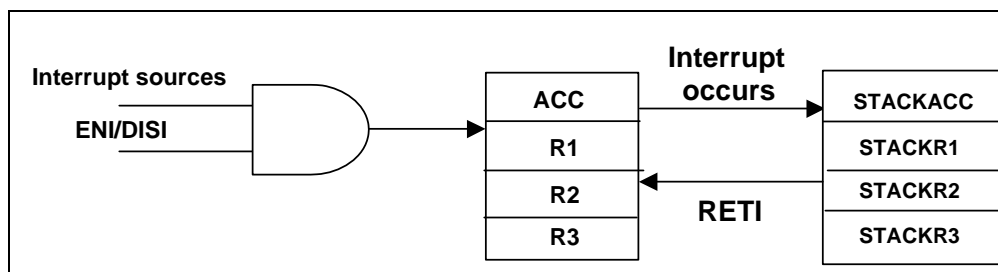 Interrupt sources
ENI/DISI
ACC
R1
R2
R3
Interrupt
occurs
RETI
STACKACC
STACKR1
STACKR2
STACKR3